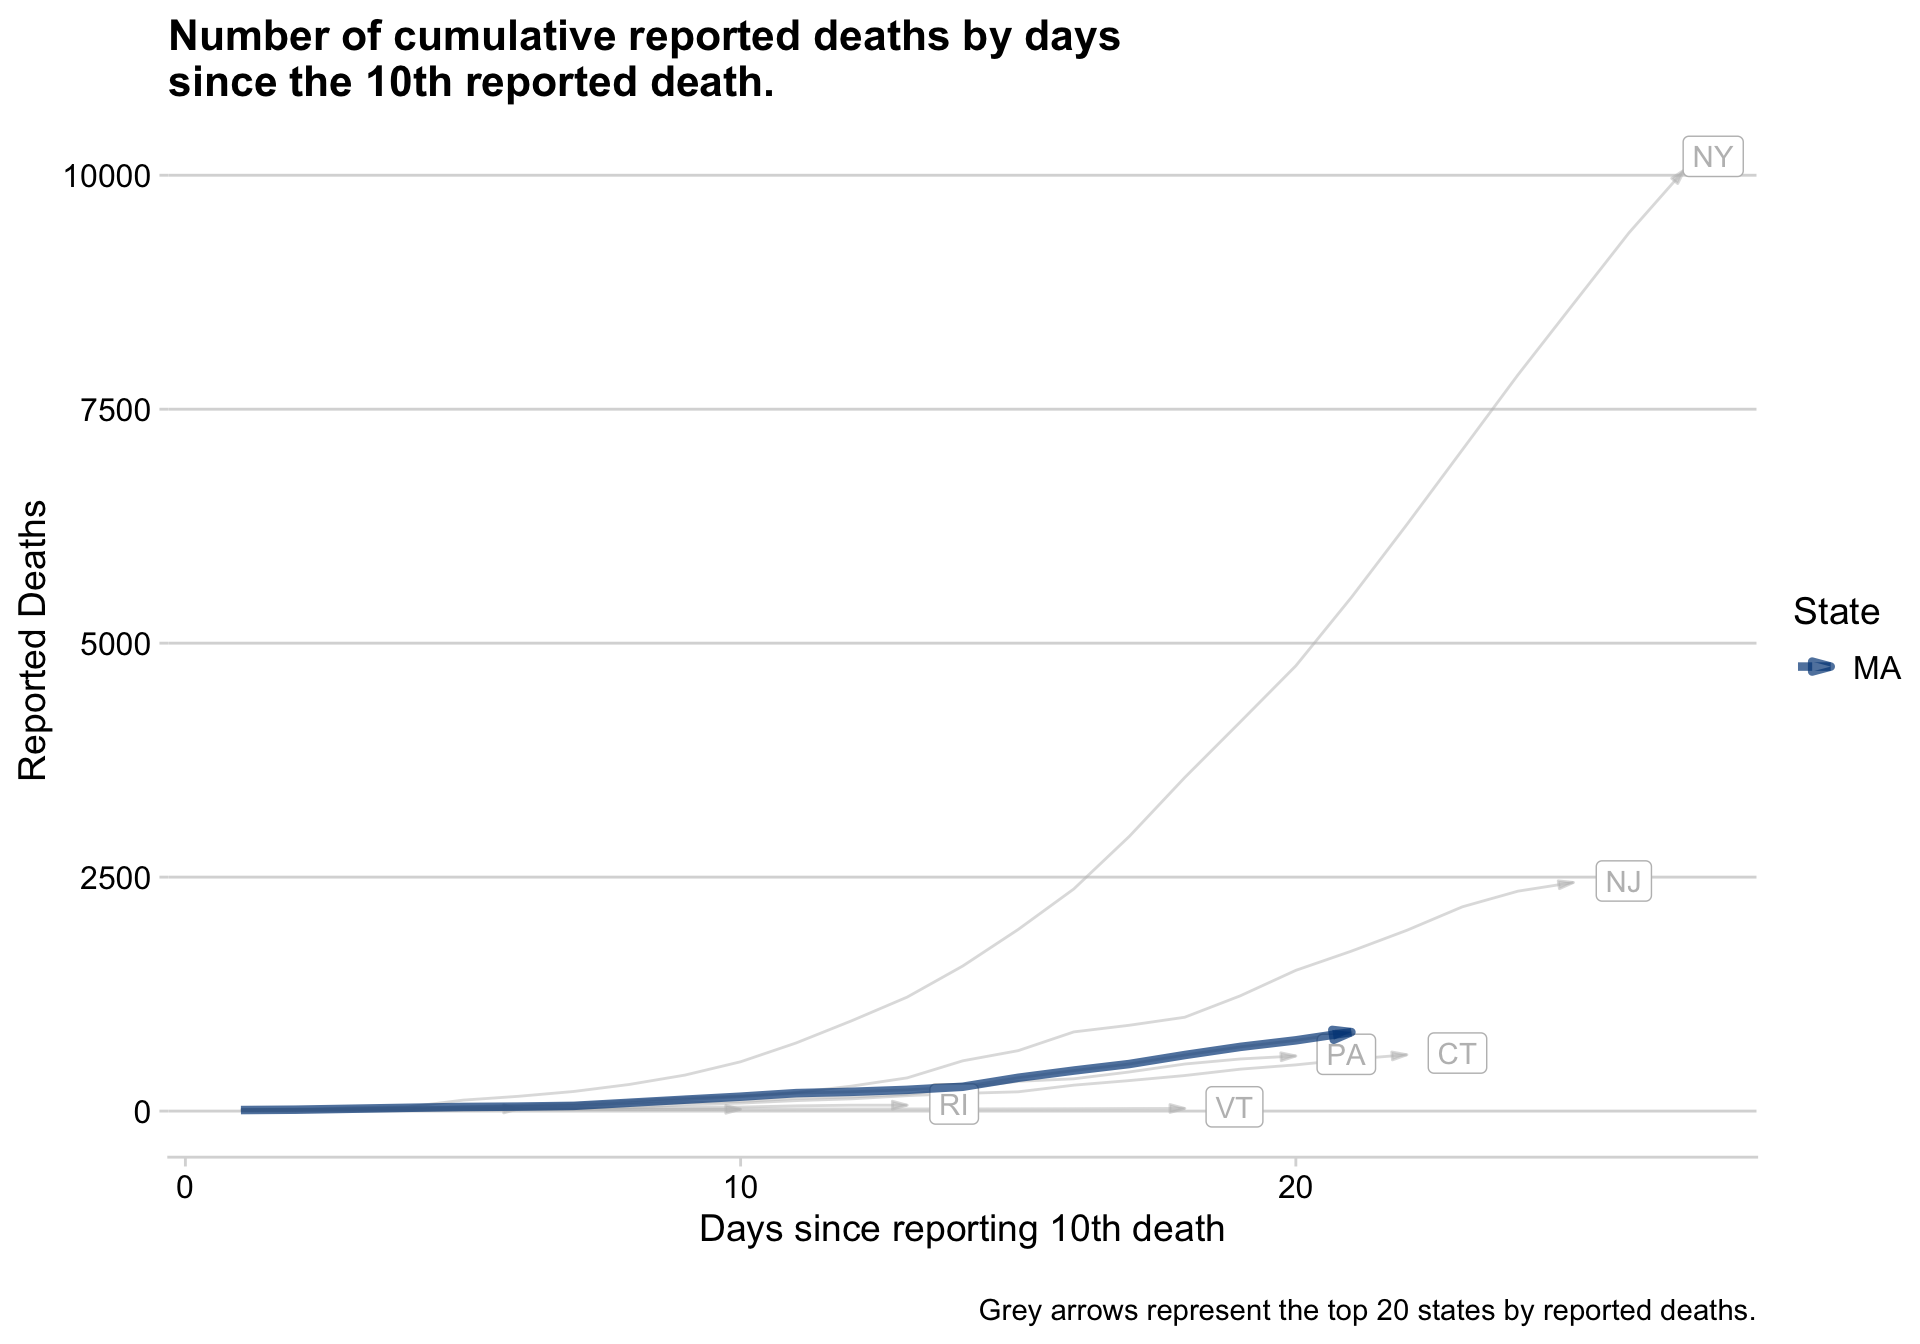 Number of cumulative reported deaths by days
since the 10th reported death.
10000
7500
5000
2500
0
Reported Deaths
NY
NJ
PA
CT
RI
VT
State
MA
0
10
20
Days since reporting 10th death
Grey arrows represent the top 20 states by reported deaths.